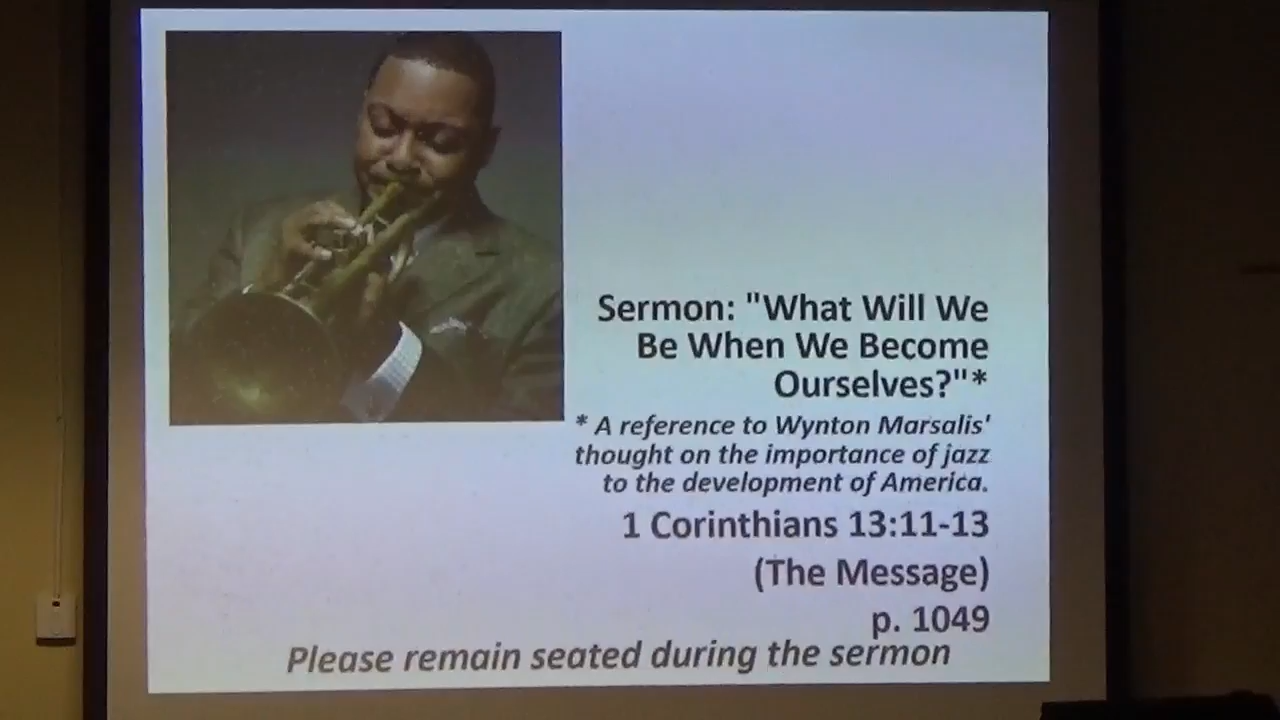 Sermon: "What Will We
Be When We Become
Ourselves?"*
* A reference to Wynton Marsalis'
thought on the importance of jazz
to the development of America.
1 Corinthians 13:11-13
(The Message)
p. 1049
Please remain seated during the sermon